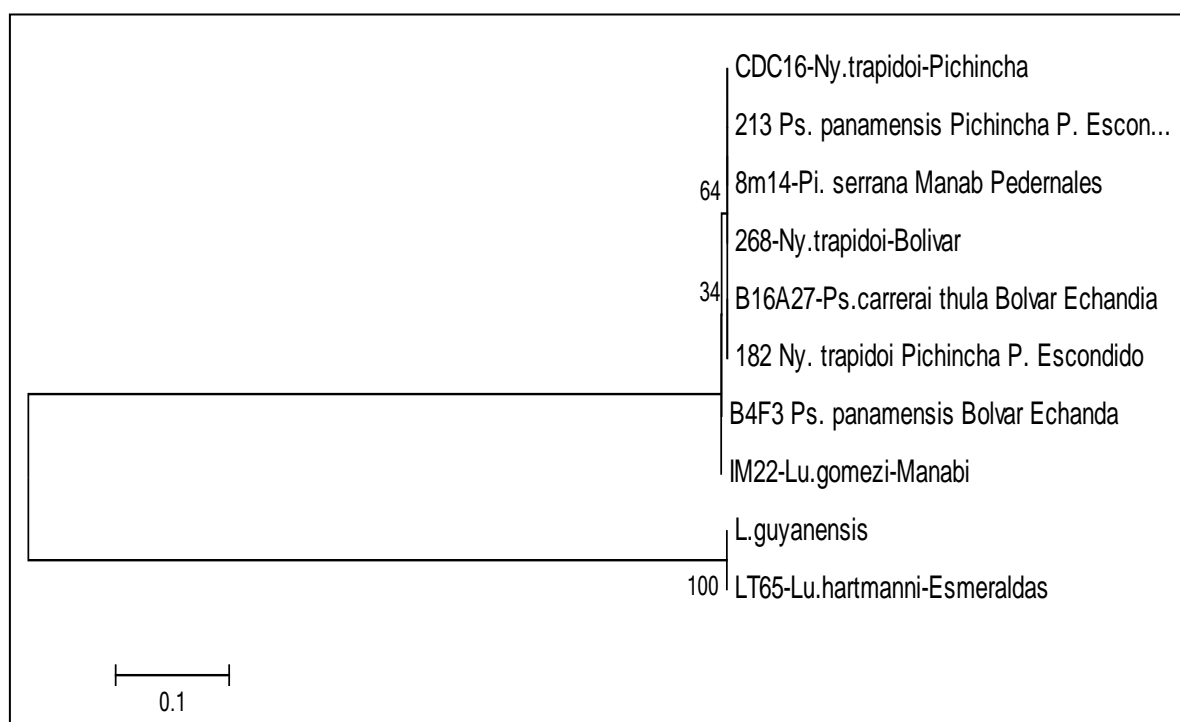 CDC16-Ny.trapidoi-Pichincha
213 Ps. panamensis Pichincha P. Escon...
64
8m14-Pi. serrana Manab Pedernales
268-Ny.trapidoi-Bolivar
34
B16A27-Ps.carrerai thula Bolvar Echandia
182 Ny. trapidoi Pichincha P. Escondido
B4F3 Ps. panamensis Bolvar Echanda
IM22-Lu.gomezi-Manabi
L.guyanensis
100
LT65-Lu.hartmanni-Esmeraldas
0.1